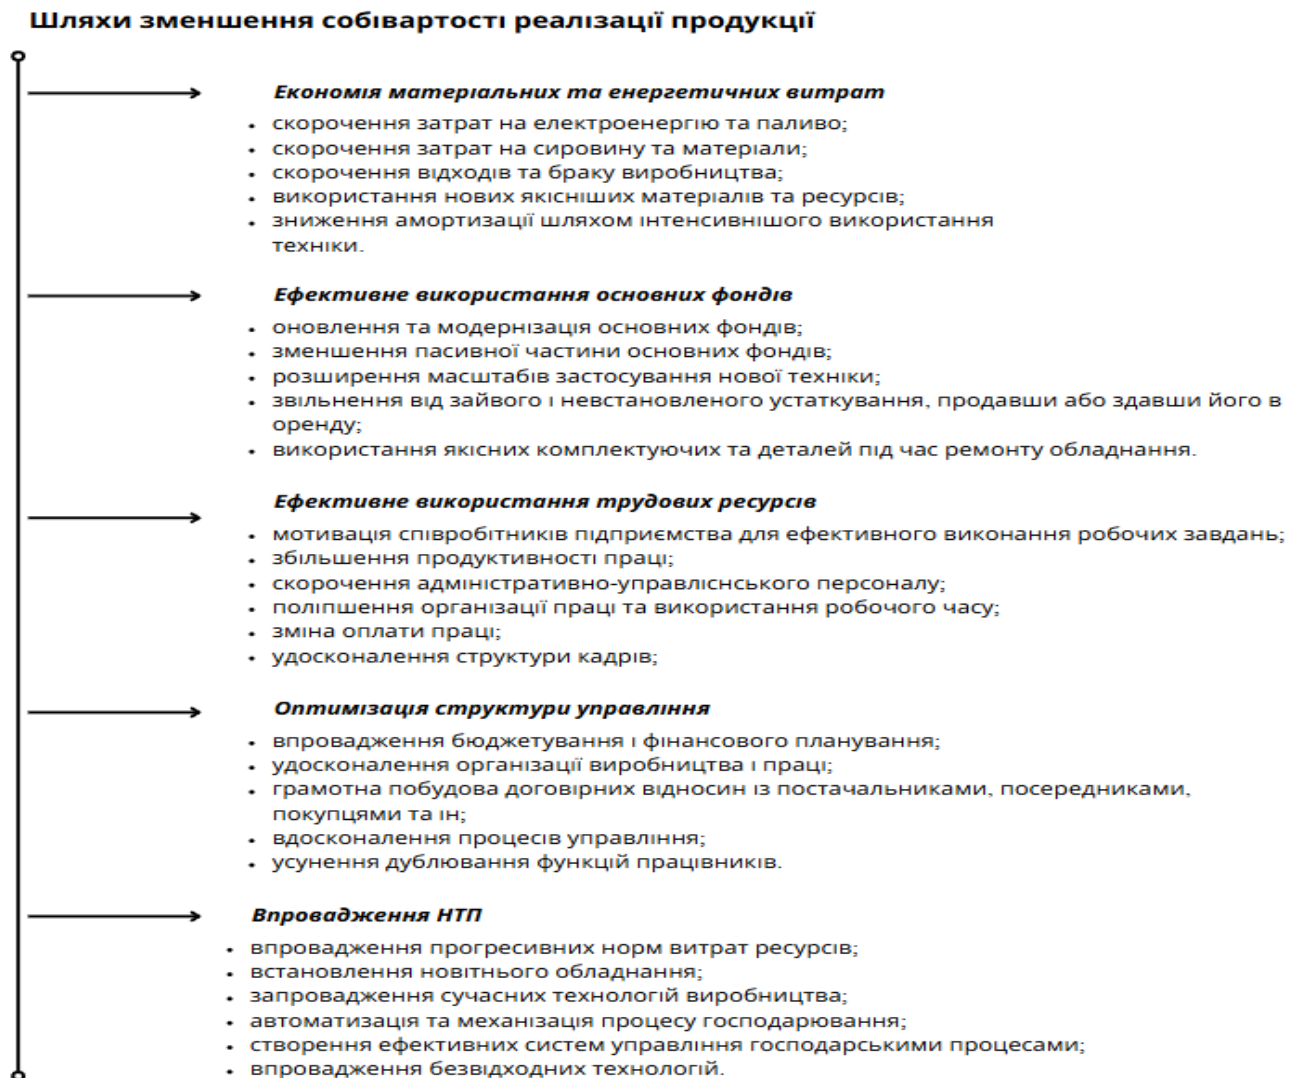 Шляхи зменшення собівартості реалізації продукції
Економія матеріальних та енергетичних витрат
• скорочення затрат на електроенергію та паливо;
• скорочення затрат на сировину та матеріали;
• скорочення відходів та браку виробництва;
• використання нових якісніших матеріалів та ресурсів;
• зниження амортизації шляхом інтенсивнішого використання
техніки.
Ефективне використання основних фондів
• оновлення та модернізація основних фондів;
• зменшення пасивної частини основних фондів;
• розширення масштабів застосування нової техніки;
• звільнення від зайвого і невстановленого устаткування, продавши або здавши його в
оренду;
• використання якісних комплектуючих та деталей під час ремонту обладнання.
Ефективне використання трудових ресурсів
• мотивація співробітників підприємства для ефективного виконання робочих завдань;
• збільшення продуктивності праці;
• скорочення адміністративно-управліснського персоналу;
• поліпшення організації праці та використання робочого часу;
• зміна оплати праці;
• удосконалення структури кадрів;
Оптимізація структури управління
• впровадження бюджетування і фінансового планування;
• удосконалення організації виробництва і праці;
• грамотна побудова договірних відносин із постачальниками, посередниками,
покупцями та ін;
• вдосконалення процесів управління;
• усунення дублювання функцій працівників.
Впровадження НТП
• впровадження прогресивних норм витрат ресурсів;
• встановлення новітнього обладнання;
• запровадження сучасних технологій виробництва;
• автоматизація та механізація процесу господарювання;
• створення ефективних систем управління господарськими процесами;
• впровадження безвідходних технологій.